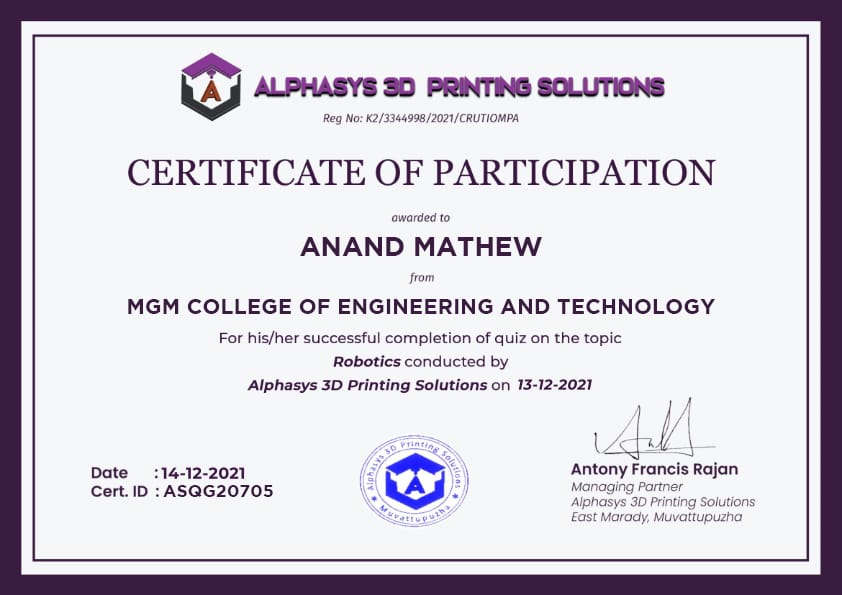 ALPHASYS 3D PRINTING SOLUTIONS
Reg No: K2/3344998/2021/CRUTIOMPA
CERTIFICATE OF PARTICIPATION
awarded to
ANAND MATHEW
from
MGM COLLEGE OF ENGINEERING AND TECHNOLOGY
For his/her successful completion of quiz on the topic
Robotics conducted by
Alphasys 3D Printing Solutions on 13-12-2021
Date : 14-12-2021
Cert. ID : ASQG20705
Alphasys 3D Printing Solutions
Muvattupuzha
Antony Francis Rajan
Managing Partner
Alphasys 3D Printing Solutions
East Marady, Muvattupuzha